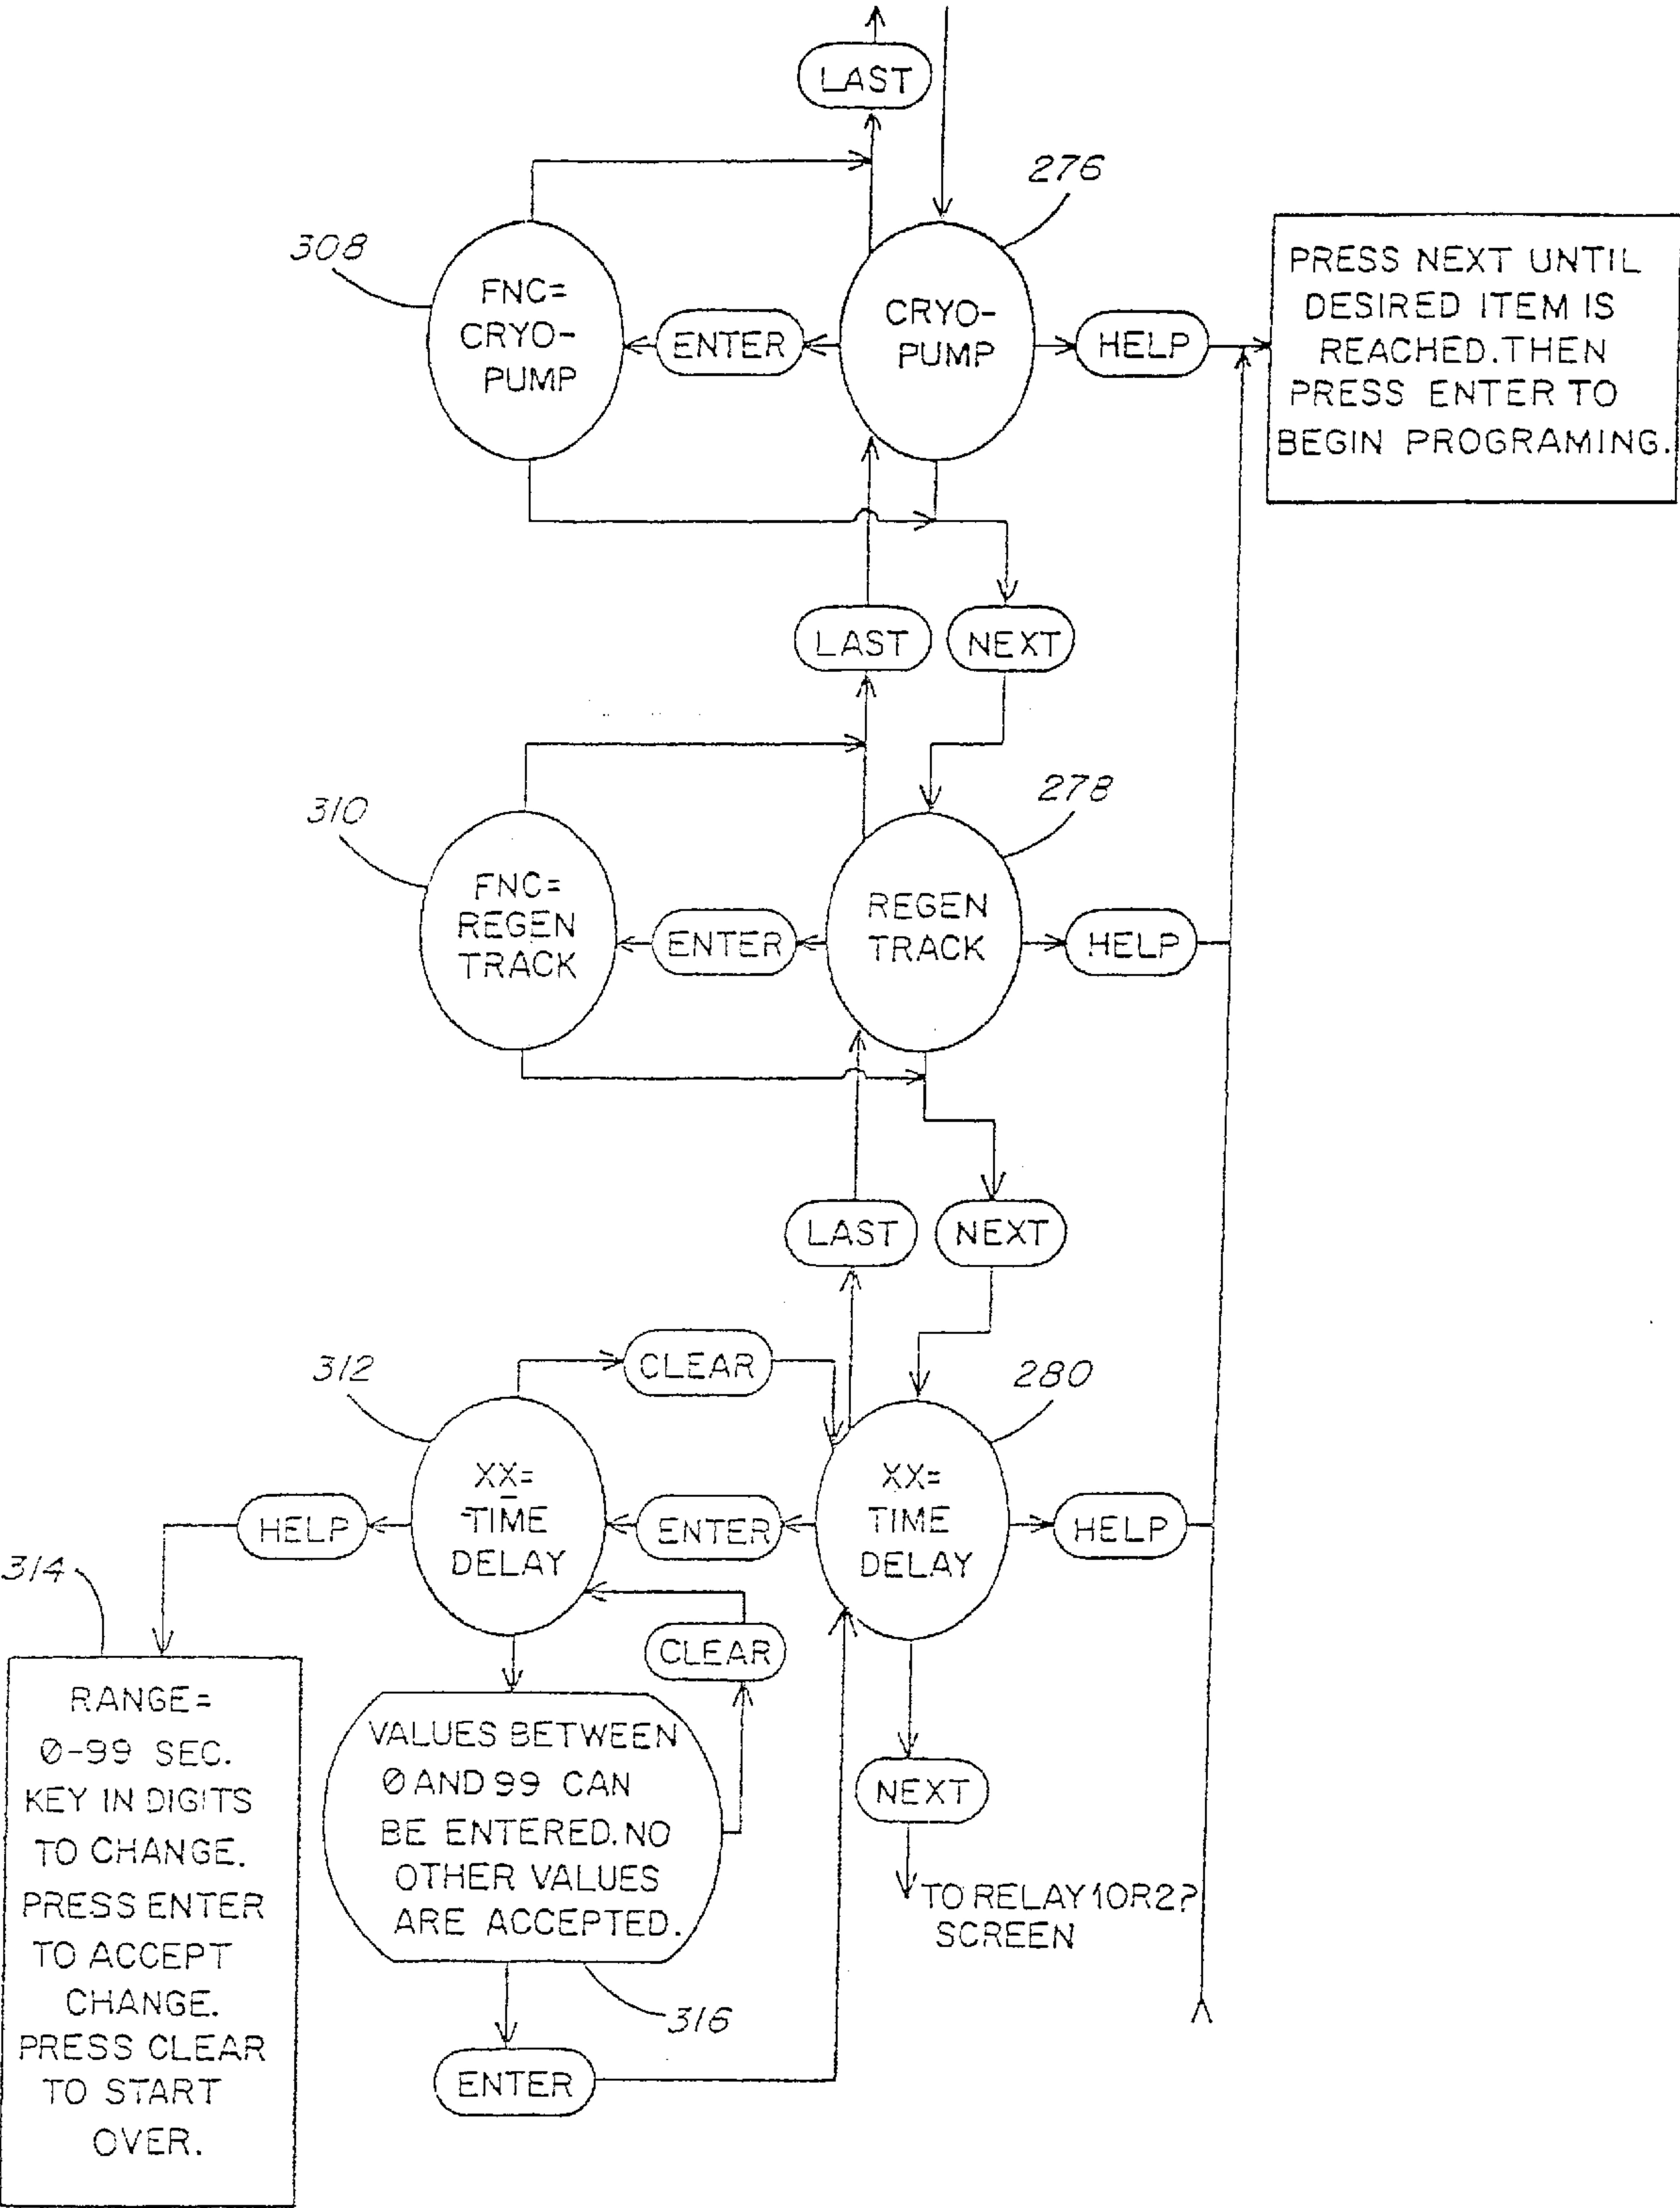 LAST
276
308
FNC=
CRYO-
PUMP
ENTER
CRYO-
PUMP
HELP
PRESS NEXT UNTIL
DESIRED ITEM IS
REACHED. THEN
PRESS ENTER TO
BEGIN PROGRAMING.
LAST
NEXT
278
310
FNC=
REGEN
TRACK
ENTER
REGEN
TRACK
HELP
LAST
NEXT
312
CLEAR
280
HELP
XX=
TIME
DELAY
ENTER
XX=
TIME
DELAY
HELP
314
CLEAR
RANGE=
0-99 SEC.
KEY IN DIGITS
TO CHANGE.
PRESS ENTER
TO ACCEPT
CHANGE.
PRESS CLEAR
TO START
OVER.
VALUES BETWEEN
0 AND 99 CAN
BE ENTERED. NO
OTHER VALUES
ARE ACCEPTED.
NEXT
TO RELAY 1OR2?
SCREEN
316
ENTER